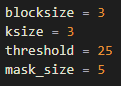 blocksize = 3
ksize = 3
threshold = 25
mask_size = 5